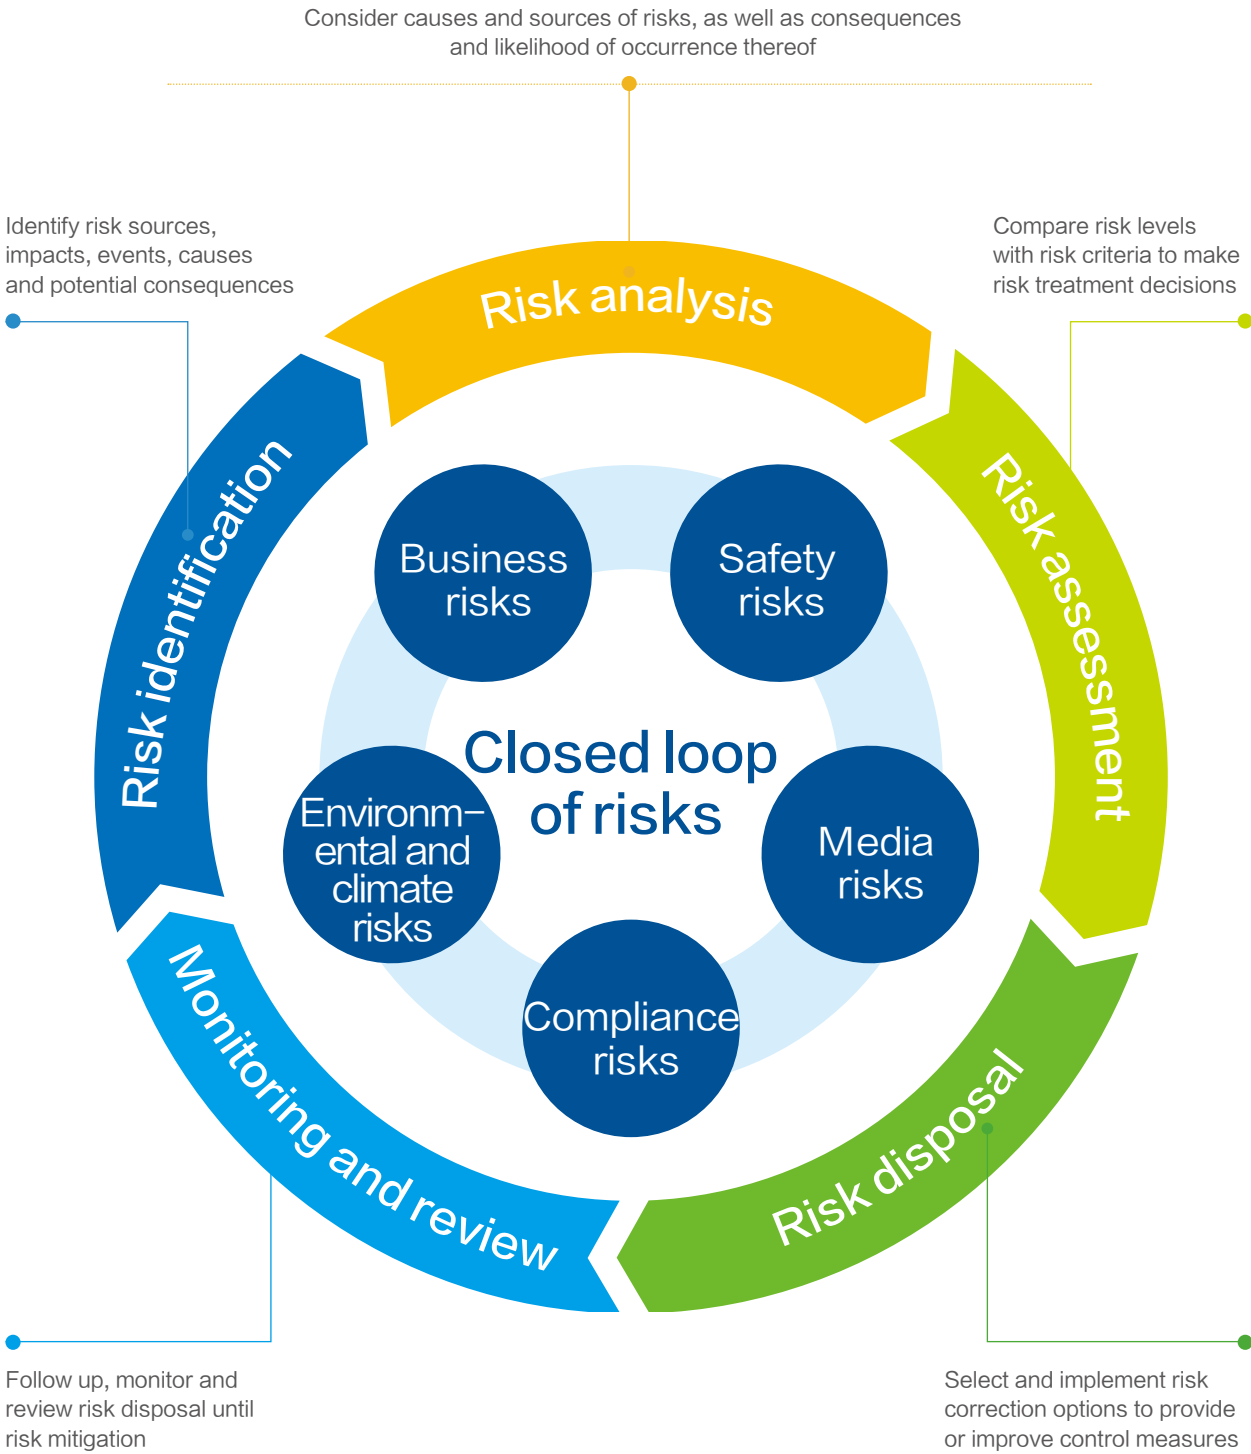 Consider causes and sources of risks, as well as consequences
and likelihood of occurrence thereof
Identify risk sources,
impacts, events, causes
and potential consequences
Compare risk levels
with risk criteria to make
risk treatment decisions
Risk analysis
Risk identification
Risk assessment
Business
risks
Safety
risks
Closed loop
of risks
Environm–
ental and
climate
risks
Media
risks
Compliance
risks
Monitoring and review
Risk disposal
Follow up, monitor and
review risk disposal until
risk mitigation
Select and implement risk
correction options to provide
or improve control measures